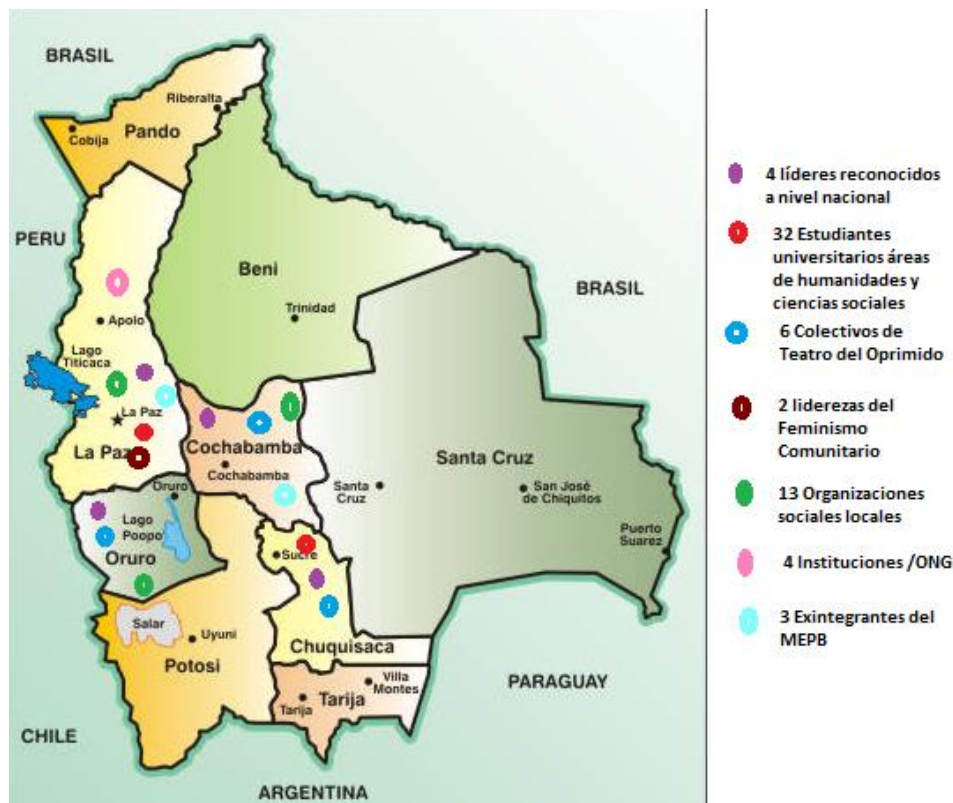 BRASIL
Riberalta
Cobija
Pando
PERU
Beni
Trinidad
BRASIL
Apolo
Lago
Titicaca
La Paz
La Paz
Cochabamba
Cochabamba
Santa Cruz
Santa
Cruz
San José
de Chiquitos
Puerto
Suarez
Oruro
Lago
Poopo
Oruro
Sucre
Salar
Uyuni
Potosi
Chuquisaca
Villa
Montes
Tarija
Tarija
PARAGUAY
CHILE
ARGENTINA
4 líderes reconocidos
a nivel nacional
32 Estudiantes
universitarios áreas
de humanidades y
ciencias sociales
6 Colectivos de
Teatro del Oprimido
2 liderezas del
Feminismo
Comunitario
13 Organizaciones
sociales locales
4 Instituciones /ONG
3 Exintegrantes del
MEPB